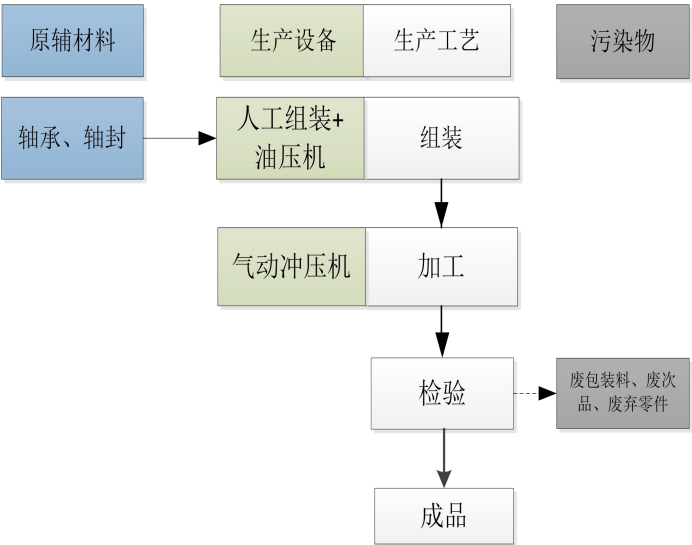 原辅材料
生产设备
生产工艺
污染物
轴承、轴封
人工组装+
油压机
组装
气动冲压机
加工
检验
废包装料、废次
品、废弃零件
成品